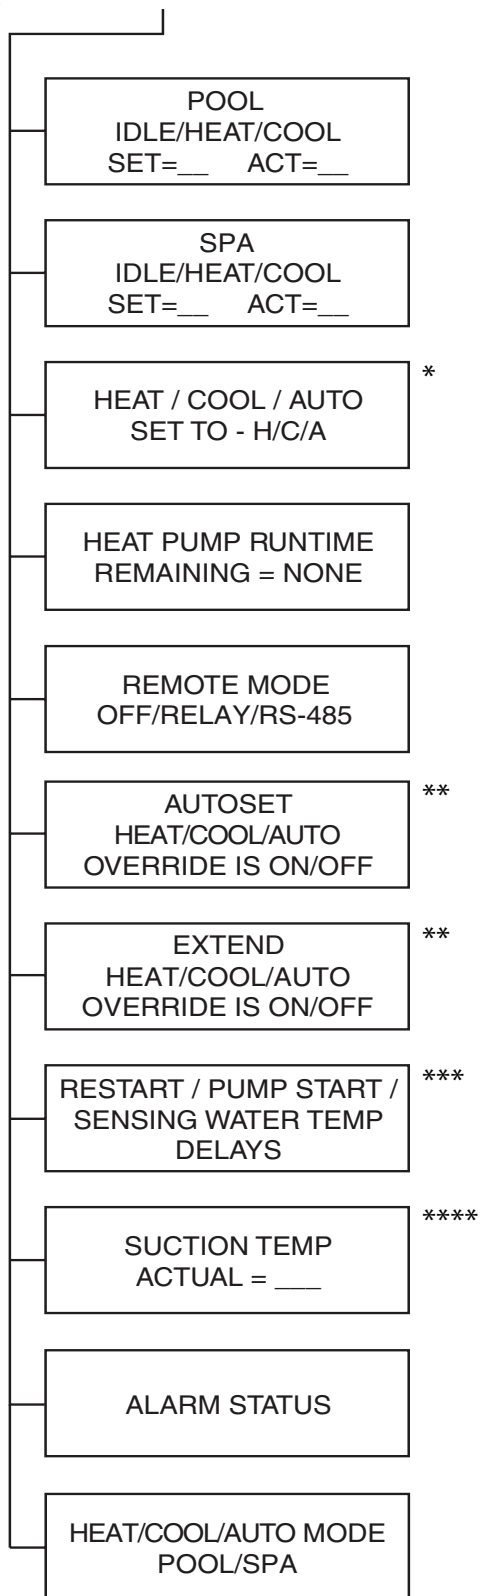 POOL
IDLE/HEAT/COOL
SET=__ ACT=__
SPA
IDLE/HEAT/COOL
SET=__ ACT=__
*
HEAT / COOL / AUTO
SET TO - H/C/A
HEAT PUMP RUNTIME
REMAINING = NONE
REMOTE MODE
OFF/RELAY/RS-485
**
AUTOSET
HEAT/COOL/AUTO
OVERRIDE IS ON/OFF
**
EXTEND
HEAT/COOL/AUTO
OVERRIDE IS ON/OFF
***
RESTART / PUMP START /
SENSING WATER TEMP
DELAYS
****
SUCTION TEMP
ACTUAL = ___
ALARM STATUS
HEAT/COOL/AUTO MODE
POOL/SPA